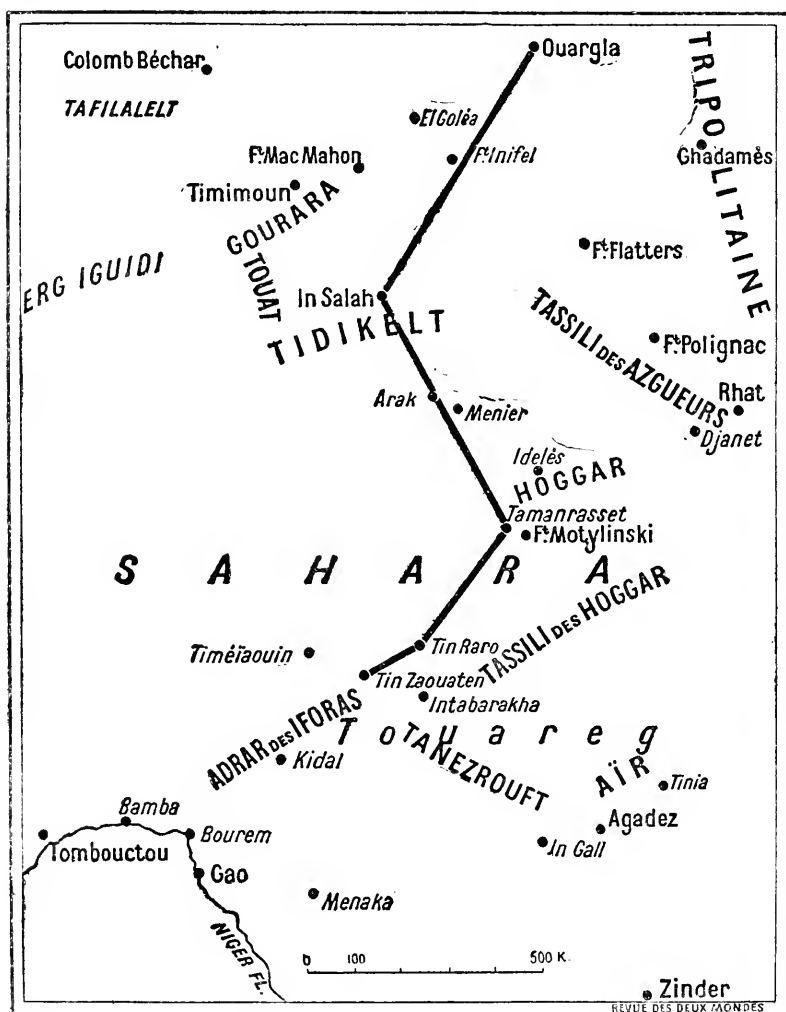 Ouargla
Colomb Béchar
TAFILALELT
TRIPOLITAINE
El Goléa
Ft Mac Mahon
Ft Inifel
Ghadamès
Timimoun
GOURARA
TOUAT
Ft Flatters
ERG IGUIDI
In Salah
TIDIKELT
TASSILI DES AZGUEURS
Ft Polignac
Rhat
Arak
Menier
Djanet
Idelès
HOGGAR
Tamanrasset
Ft Motylinski
SAHARA
Tin Raro
Timéïaouin
TASSILI DES HOGGAR
Tin Zaouaten
Intabarakha
ADRAR DES IFORAS
Touareg
TANEZROUFT
Kidal
AÏR
Tinia
Bamba
Agadez
Tombouctou
Bourem
In Gall
Gao
Menaka
NIGER FL.
0 100 500 K.
Zinder
REVUE DES DEUX MONDES